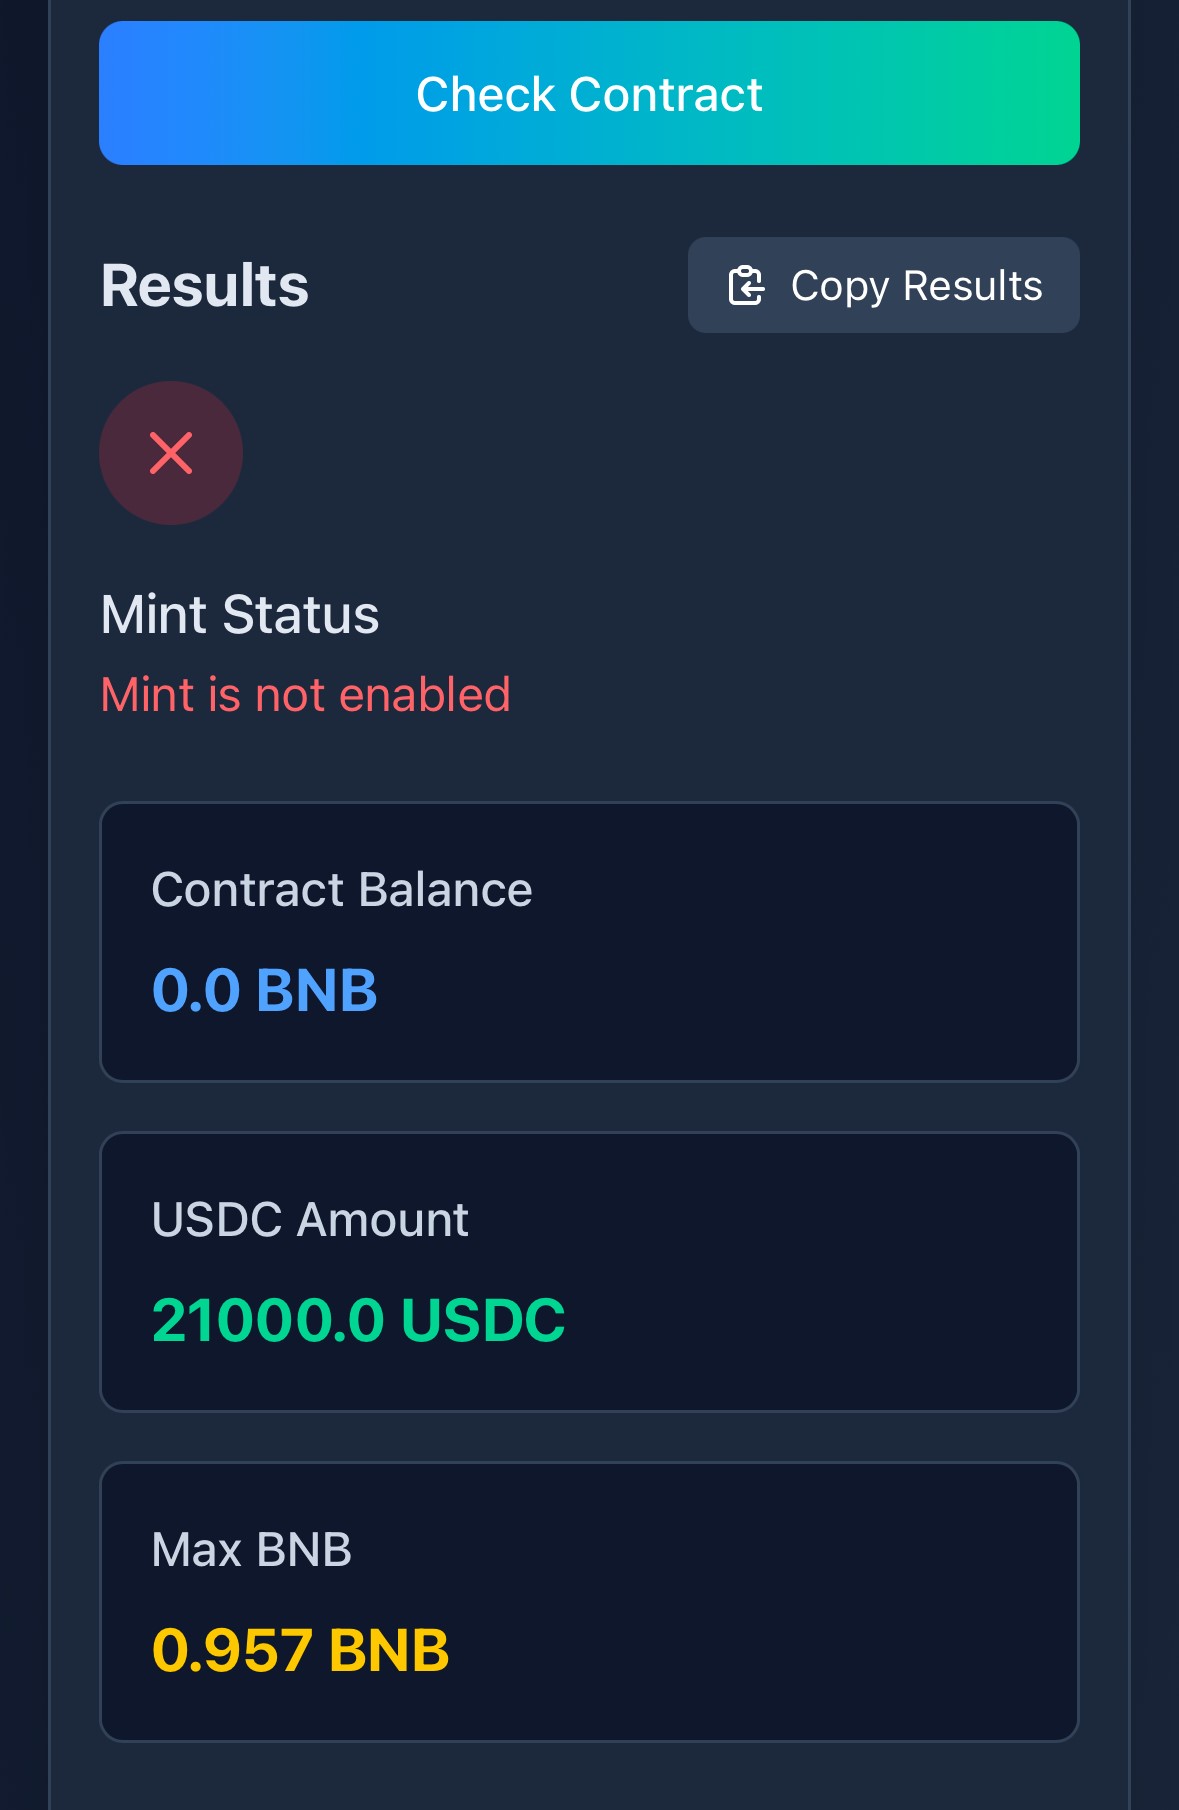 Check Contract
Results
Copy Results
Mint Status
Mint is not enabled
Contract Balance
0.0 BNB
USDC Amount
21000.0 USDC
Max BNB
0.957 BNB